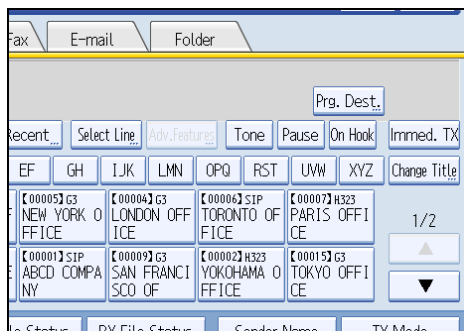 Fax E-mail Folder
Prg. Dest.
Recent Select Line Adv.Features Tone Pause On Hook Immed. TX
EF GH IJK LMN OPQ RST UVW XYZ Change Title
【00005】G3 【00004】G3 【00006】SIP 【00007】H323
NEW YORK O LONDON OFF TORONTO OF PARIS OFFI
FFICE ICE FICE CE
1/2
【00001】SIP 【00009】G3 【00002】H323 【00015】G3
ABCD COMPA SAN FRANCI YOKOHAMA O TOKYO OFFI
NY SCO OF FFICE CE
Status RX File Status Sender Name TX Mode